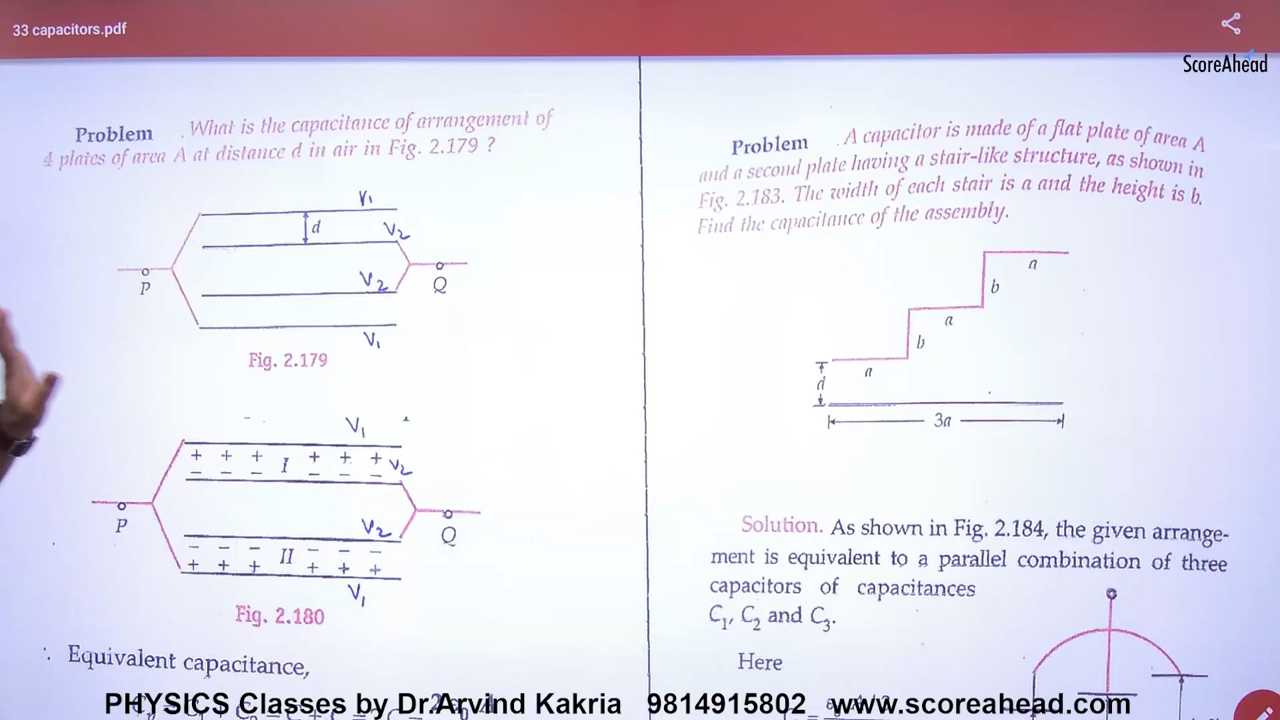 33 capacitors.pdf
ScoreAhead
Problem . What is the capacitance of arrangement of
4 plates of area A at distance d in air in Fig. 2.179 ?
V₁
d
V₂
P
V₂
Q
V₁
Fig. 2.179
V₁
+ + + I + + +
− − − − − − V₂
P
V₂
Q
− − − II − − −
+ + + + + +
V₁
Fig. 2.180
∴ Equivalent capacitance,
Problem . A capacitor is made of a flat plate of area A
and a second plate having a stair-like structure, as shown in
Fig. 2.183. The width of each stair is a and the height is b.
Find the capacitance of the assembly.
a
b
a
b
a
d
3a
Solution. As shown in Fig. 2.184, the given arrange-
ment is equivalent to a parallel combination of three
capacitors of capacitances
C₁, C₂ and C₃.
Here
PHYSICS Classes by Dr.Arvind Kakria 9814915802 www.scoreahead.com